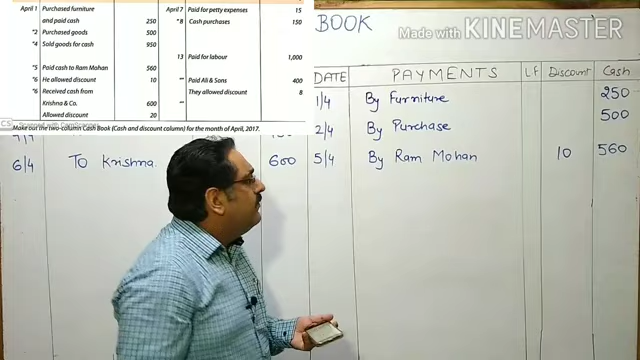 April 1 Purchased furniture
and paid cash 250
"2 Purchased goods 500
"4 Sold goods for cash 950
"5 Paid cash to Ram Mohan 560
"6 He allowed discount 10
"6 Received cash from
Krishna & Co. 600
Allowed discount 20
April 7 Paid for petty expenses 15
"8 Cash purchases 150
13 Paid for labour 1,000
"" Paid Ali & Sons 400
They allowed discount 8
CS Scanned with CamScanner
Make out the two-column Cash Book (Cash and discount column) for the month of April, 2017.
BOOK
Made With KINEMASTER
DATE PAYMENTS LF Discount Cash
1/4 By Furniture 250
2/4 By Purchase 500
6/4 To Krishna. 600 5/4 By Ram Mohan 10 560